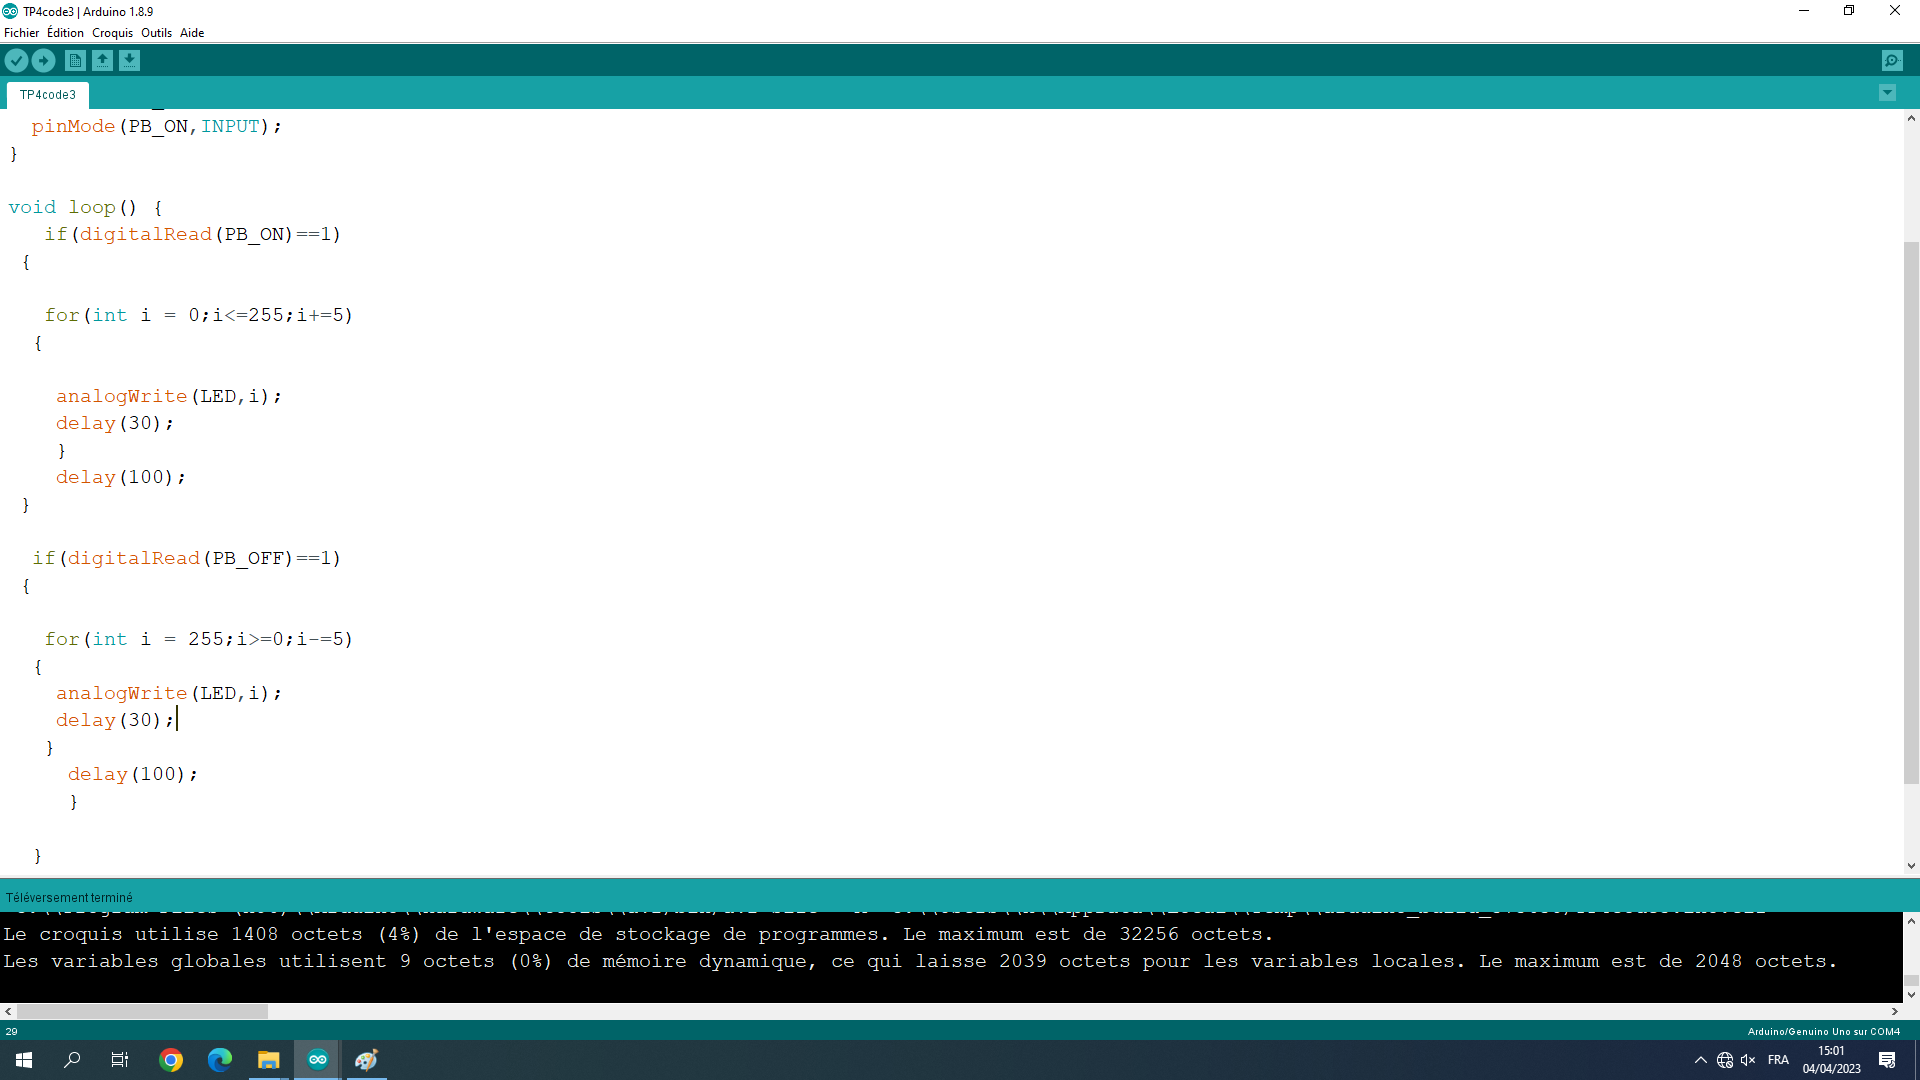 TP4code3 | Arduino 1.8.9
Fichier Édition Croquis Outils Aide
TP4code3
pinMode(PB_ON,INPUT);
}
void loop() {
if(digitalRead(PB_ON)==1)
{
for(int i = 0;i<=255;i+=5)
{
analogWrite(LED,i);
delay(30);
}
delay(100);
}
if(digitalRead(PB_OFF)==1)
{
for(int i = 255;i>=0;i-=5)
{
analogWrite(LED,i);
delay(30);
}
delay(100);
}
}
Téléversement terminé
Le croquis utilise 1408 octets (4%) de l'espace de stockage de programmes. Le maximum est de 32256 octets.
Les variables globales utilisent 9 octets (0%) de mémoire dynamique, ce qui laisse 2039 octets pour les variables locales. Le maximum est de 2048 octets.
29
Arduino/Genuino Uno sur COM4
FRA
15:01
04/04/2023